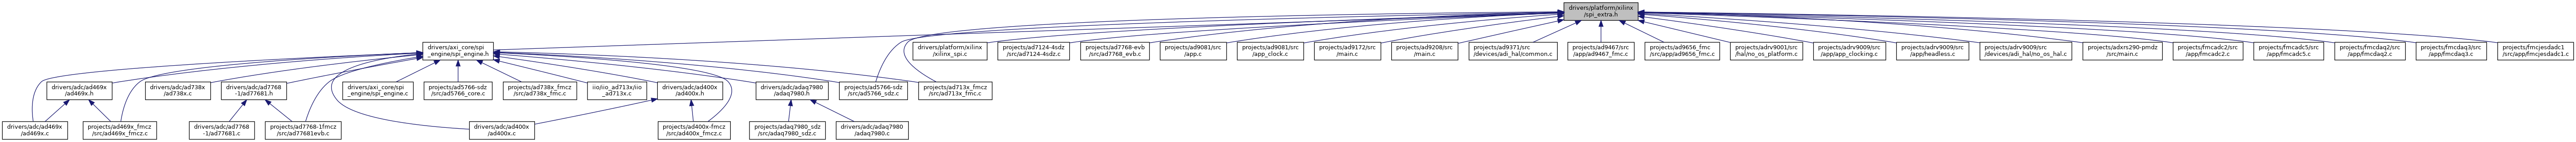 drivers/platform/xilinx
/spi_extra.h
drivers/axi_core/spi
_engine/spi_engine.h
drivers/platform/xilinx
/xilinx_spi.c
projects/ad7124-4sdz
/src/ad7124-4sdz.c
projects/ad7768-evb
/src/ad7768_evb.c
projects/ad9081/src
/app.c
projects/ad9081/src
/app_clock.c
projects/ad9172/src
/main.c
projects/ad9208/src
/main.c
projects/ad9371/src
/devices/adi_hal/common.c
projects/ad9467/src
/app/ad9467_fmc.c
projects/ad9656_fmc
/src/app/ad9656_fmc.c
projects/adrv9001/src
/hal/no_os_platform.c
projects/adrv9009/src
/app/app_clocking.c
projects/adrv9009/src
/app/headless.c
projects/adrv9009/src
/devices/adi_hal/no_os_hal.c
projects/adxrs290-pmdz
/src/main.c
projects/fmcadc2/src
/app/fmcadc2.c
projects/fmcadc5/src
/app/fmcadc5.c
projects/fmcdaq2/src
/app/fmcdaq2.c
projects/fmcdaq3/src
/app/fmcdaq3.c
projects/fmcjesdadc1
/src/app/fmcjesdadc1.c
drivers/adc/ad469x
/ad469x.h
drivers/adc/ad738x
/ad738x.c
drivers/adc/ad7768
-1/ad77681.h
drivers/axi_core/spi
_engine/spi_engine.c
projects/ad5766-sdz
/src/ad5766_core.c
projects/ad738x_fmcz
/src/ad738x_fmc.c
iio/iio_ad713x/iio
_ad713x.c
drivers/adc/ad400x
/ad400x.h
drivers/adc/adaq7980
/adaq7980.h
projects/ad5766-sdz
/src/ad5766_sdz.c
projects/ad713x_fmcz
/src/ad713x_fmc.c
drivers/adc/ad469x
/ad469x.c
projects/ad469x_fmcz
/src/ad469x_fmcz.c
drivers/adc/ad7768
-1/ad77681.c
projects/ad7768-1fmcz
/src/ad77681evb.c
drivers/adc/ad400x
/ad400x.c
projects/ad400x-fmcz
/src/ad400x_fmcz.c
projects/adaq7980_sdz
/src/adaq7980_sdz.c
drivers/adc/adaq7980
/adaq7980.c